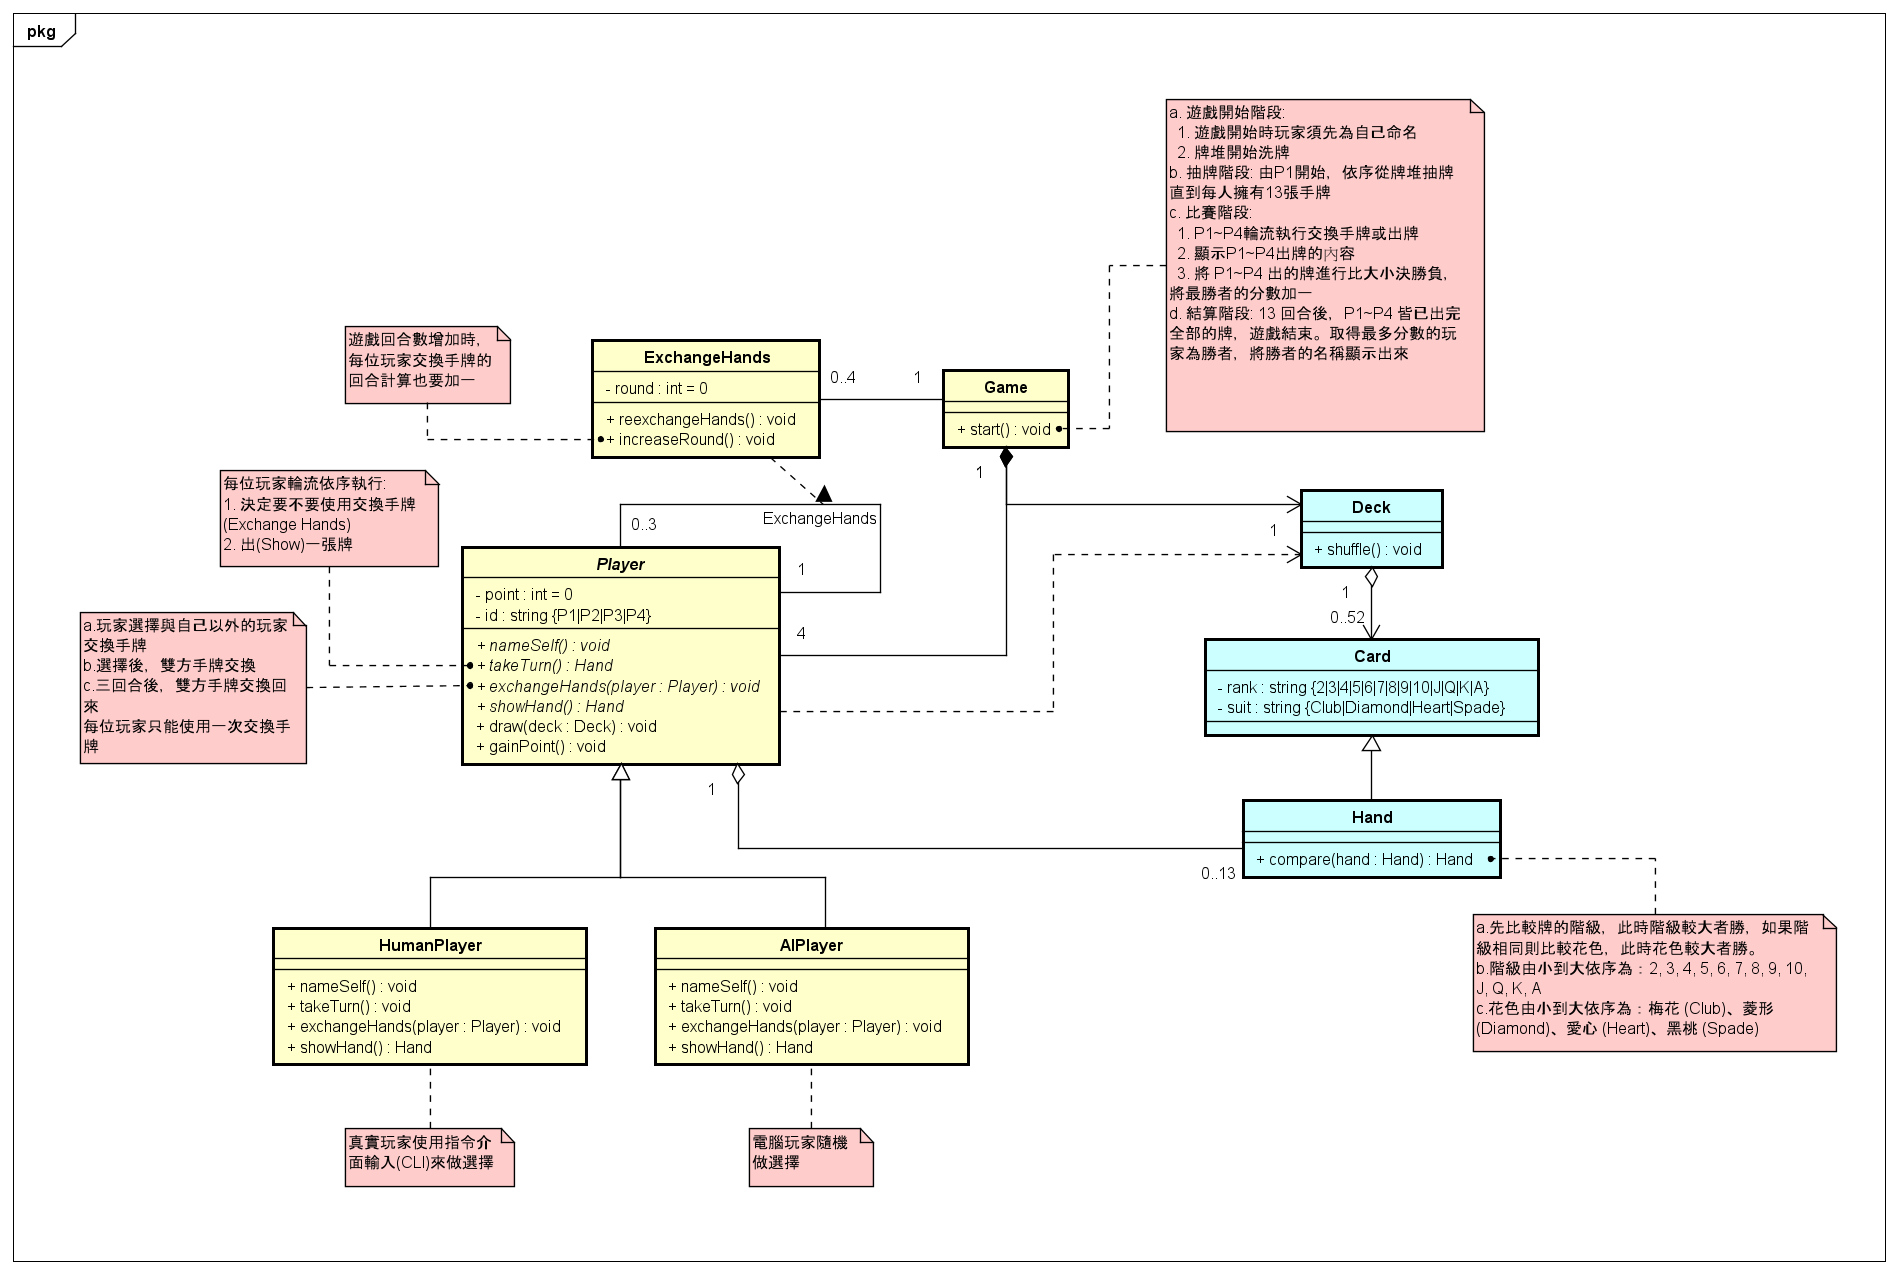 pkg
a. 遊戲開始階段:
1. 遊戲開始時玩家須先為自己命名
2. 牌堆開始洗牌
b. 抽牌階段: 由P1開始，依序從牌堆抽牌
直到每人擁有13張手牌
c. 比賽階段:
1. P1~P4輪流執行交換手牌或出牌
2. 顯示P1~P4出牌的內容
3. 將 P1~P4 出的牌進行比大小決勝負，
將最勝者的分數加一
d. 結算階段: 13 回合後，P1~P4 皆已出完
全部的牌，遊戲結束。取得最多分數的玩
家為勝者，將勝者的名稱顯示出來
遊戲回合數增加時，
每位玩家交換手牌的
回合計算也要加一
ExchangeHands
- round : int = 0
+ reexchangeHands() : void
+ increaseRound() : void
0..4
1
Game
+ start() : void
1
每位玩家輪流依序執行:
1. 決定要不要使用交換手牌
(Exchange Hands)
2. 出(Show)一張牌
0..3
ExchangeHands
1
4
1
Deck
+ shuffle() : void
1
0..52
a.玩家選擇與自己以外的玩家
交換手牌
b.選擇後，雙方手牌交換
c.三回合後，雙方手牌交換回
來
每位玩家只能使用一次交換手
牌
Player
- point : int = 0
- id : string {P1|P2|P3|P4}
+ nameSelf() : void
+ takeTurn() : Hand
+ exchangeHands(player : Player) : void
+ showHand() : Hand
+ draw(deck : Deck) : void
+ gainPoint() : void
Card
- rank : string {2|3|4|5|6|7|8|9|10|J|Q|K|A}
- suit : string {Club|Diamond|Heart|Spade}
1
0..13
Hand
+ compare(hand : Hand) : Hand
a.先比較牌的階級，此時階級較大者勝，如果階
級相同則比較花色，此時花色較大者勝。
b.階級由小到大依序為：2, 3, 4, 5, 6, 7, 8, 9, 10,
J, Q, K, A
c.花色由小到大依序為：梅花 (Club)、菱形
(Diamond)、愛心 (Heart)、黑桃 (Spade)
HumanPlayer
+ nameSelf() : void
+ takeTurn() : void
+ exchangeHands(player : Player) : void
+ showHand() : Hand
AIPlayer
+ nameSelf() : void
+ takeTurn() : void
+ exchangeHands(player : Player) : void
+ showHand() : Hand
真實玩家使用指令介
面輸入(CLI)來做選擇
電腦玩家隨機
做選擇